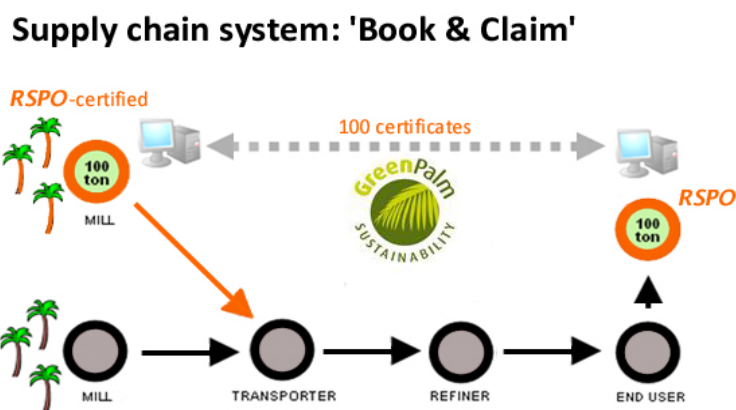 Supply chain system: 'Book & Claim'
RSPO-certified
100 certificates
100
ton
MILL
GreenPalm
SUSTAINABILITY
RSPO
100
ton
MILL
TRANSPORTER
REFINER
END USER